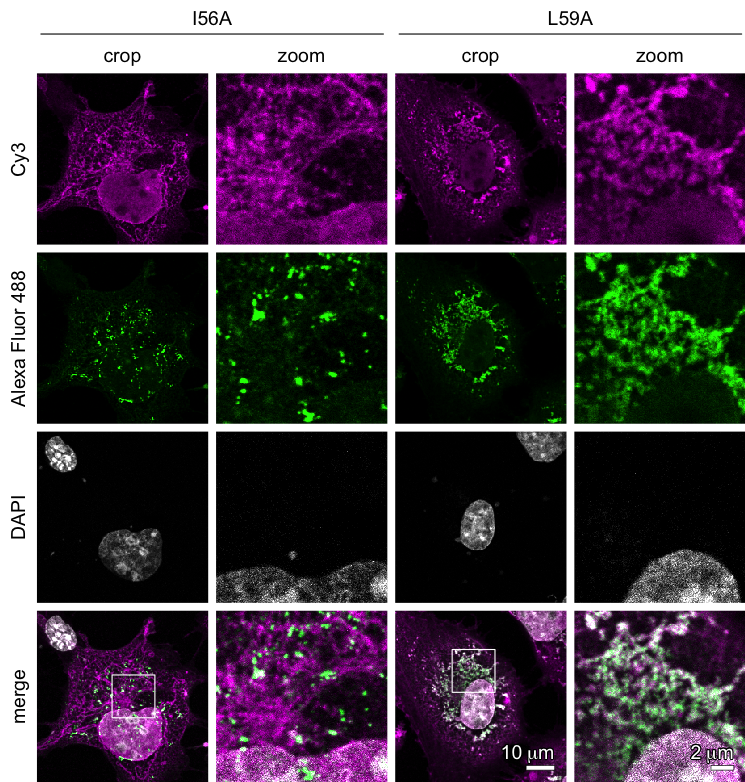 I56A L59A
crop zoom crop zoom
Cy3
Alexa Fluor 488
DAPI
merge
10 μm
2 μm